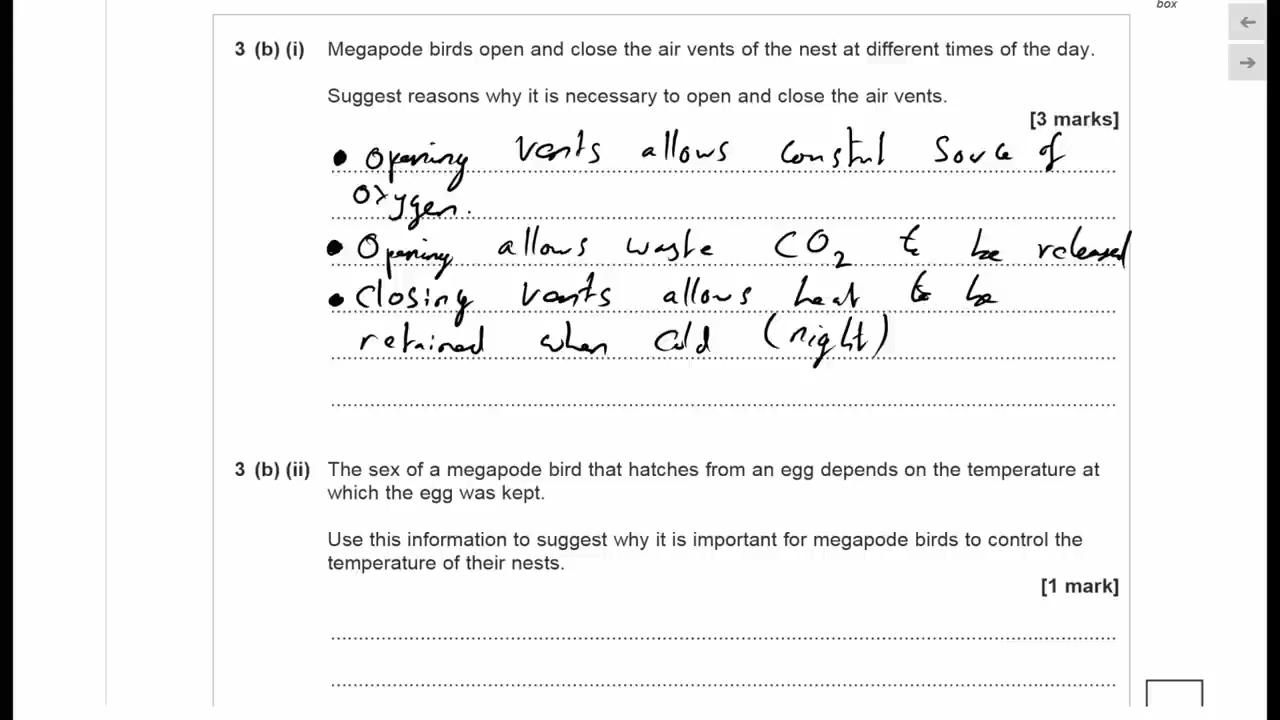 box
3 (b) (i) Megapode birds open and close the air vents of the nest at different times of the day.
Suggest reasons why it is necessary to open and close the air vents.
[3 marks]
• Opening vents allows constant source of
oxygen.
• Opening allows waste CO2 to be released
• Closing vents allows heat to be
retained when cold (night)
3 (b) (ii) The sex of a megapode bird that hatches from an egg depends on the temperature at
which the egg was kept.
Use this information to suggest why it is important for megapode birds to control the
temperature of their nests.
[1 mark]